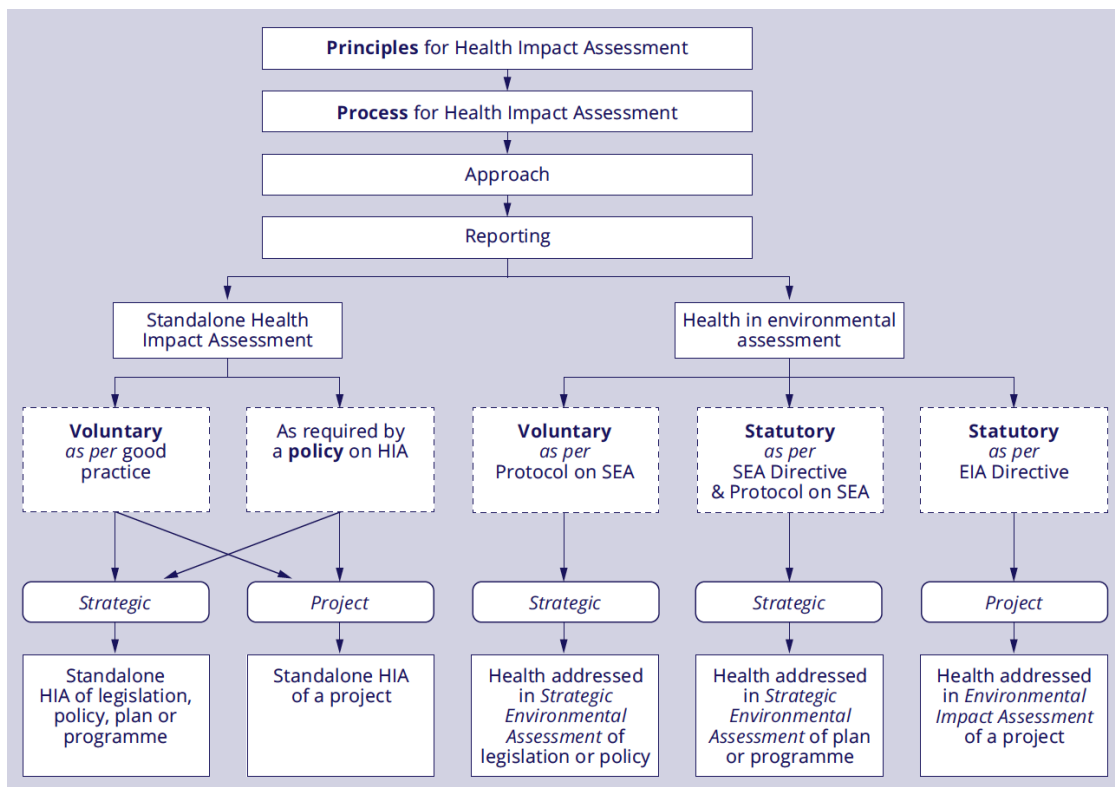 Principles for Health Impact Assessment
Process for Health Impact Assessment
Approach
Reporting
Standalone Health
Impact Assessment
Health in environmental
assessment
Voluntary
as per good
practice
As required by
a policy on HIA
Voluntary
as per
Protocol on SEA
Statutory
as per
SEA Directive
& Protocol on SEA
Statutory
as per
EIA Directive
Strategic
Project
Strategic
Strategic
Project
Standalone
HIA of legislation,
policy, plan or
programme
Standalone HIA
of a project
Health addressed
in Strategic
Environmental
Assessment of
legislation or policy
Health addressed
in Strategic
Environmental
Assessment of plan
or programme
Health addressed
in Environmental
Impact Assessment
of a project